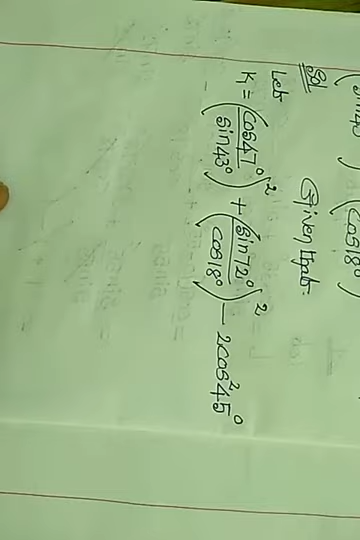 Sol Given that
Let
K = (cos47°/sin43°)² + (sin72°/cos18°)² - 2cos²45°